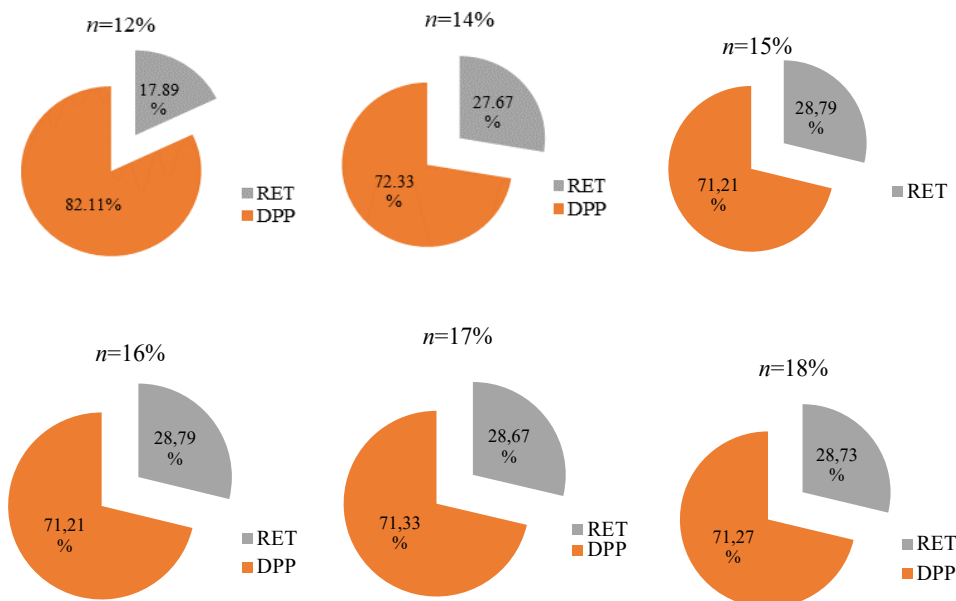 n=12%
17.89
%
82.11%
RET
DPP
n=14%
27.67
%
72.33
%
RET
DPP
n=15%
28,79
%
71,21
%
RET
n=16%
28,79
%
71,21
%
RET
DPP
n=17%
28,67
%
71,33
%
RET
DPP
n=18%
28,73
%
71,27
%
RET
DPP